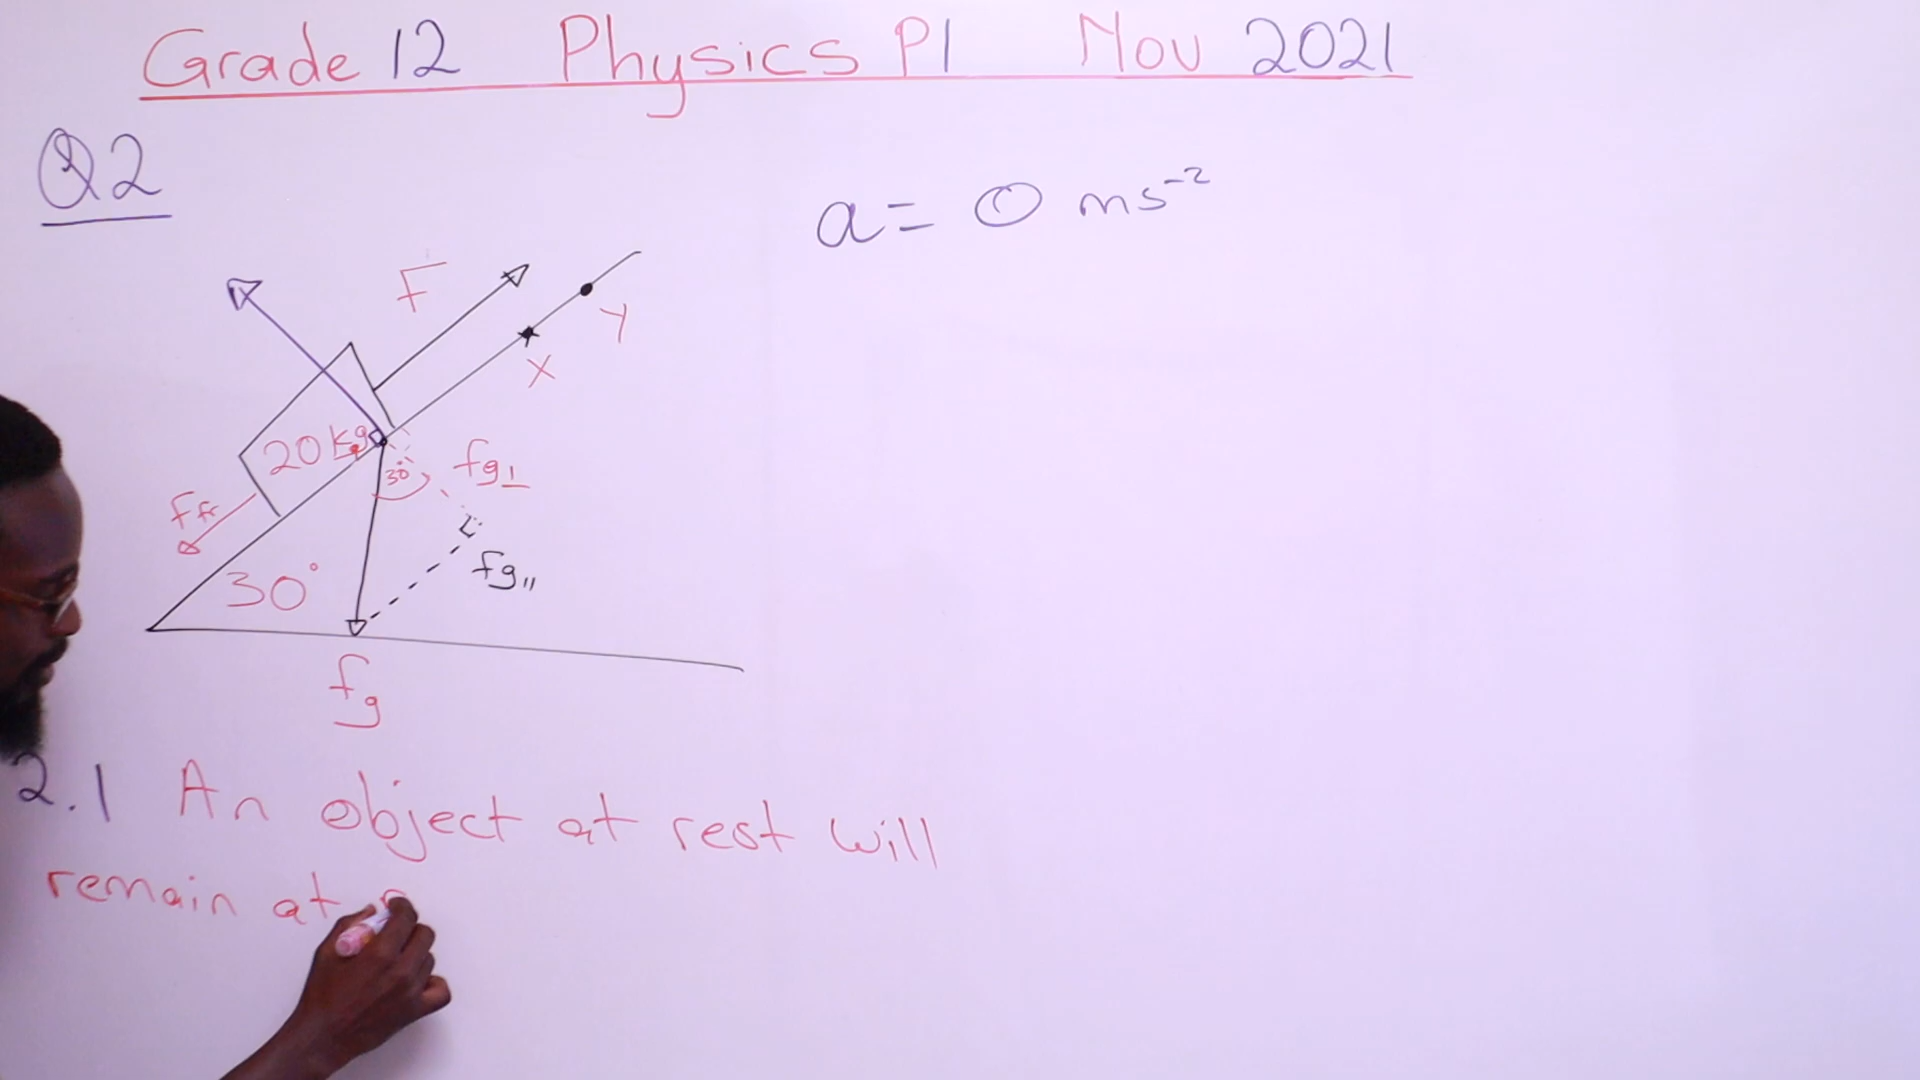 Grade 12 Physics P1 Nov 2021
Q2
a = 0 ms⁻²
F
Y
X
20 kg
30°
fg⊥
Ffr
fg∥
30°
fg
2.1 An object at rest will
remain at